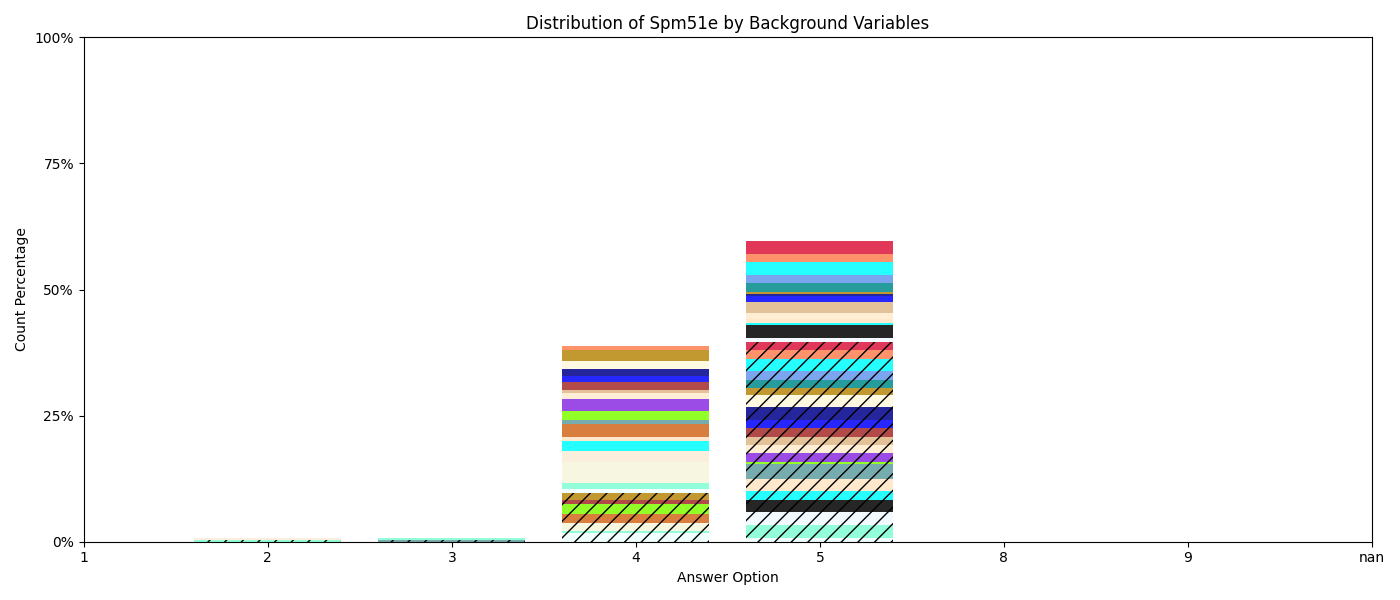 Distribution of Spm51e by Background Variables
100%
75%
50%
25%
0%
Count Percentage
1 2 3 4 5 8 9 nan
Answer Option